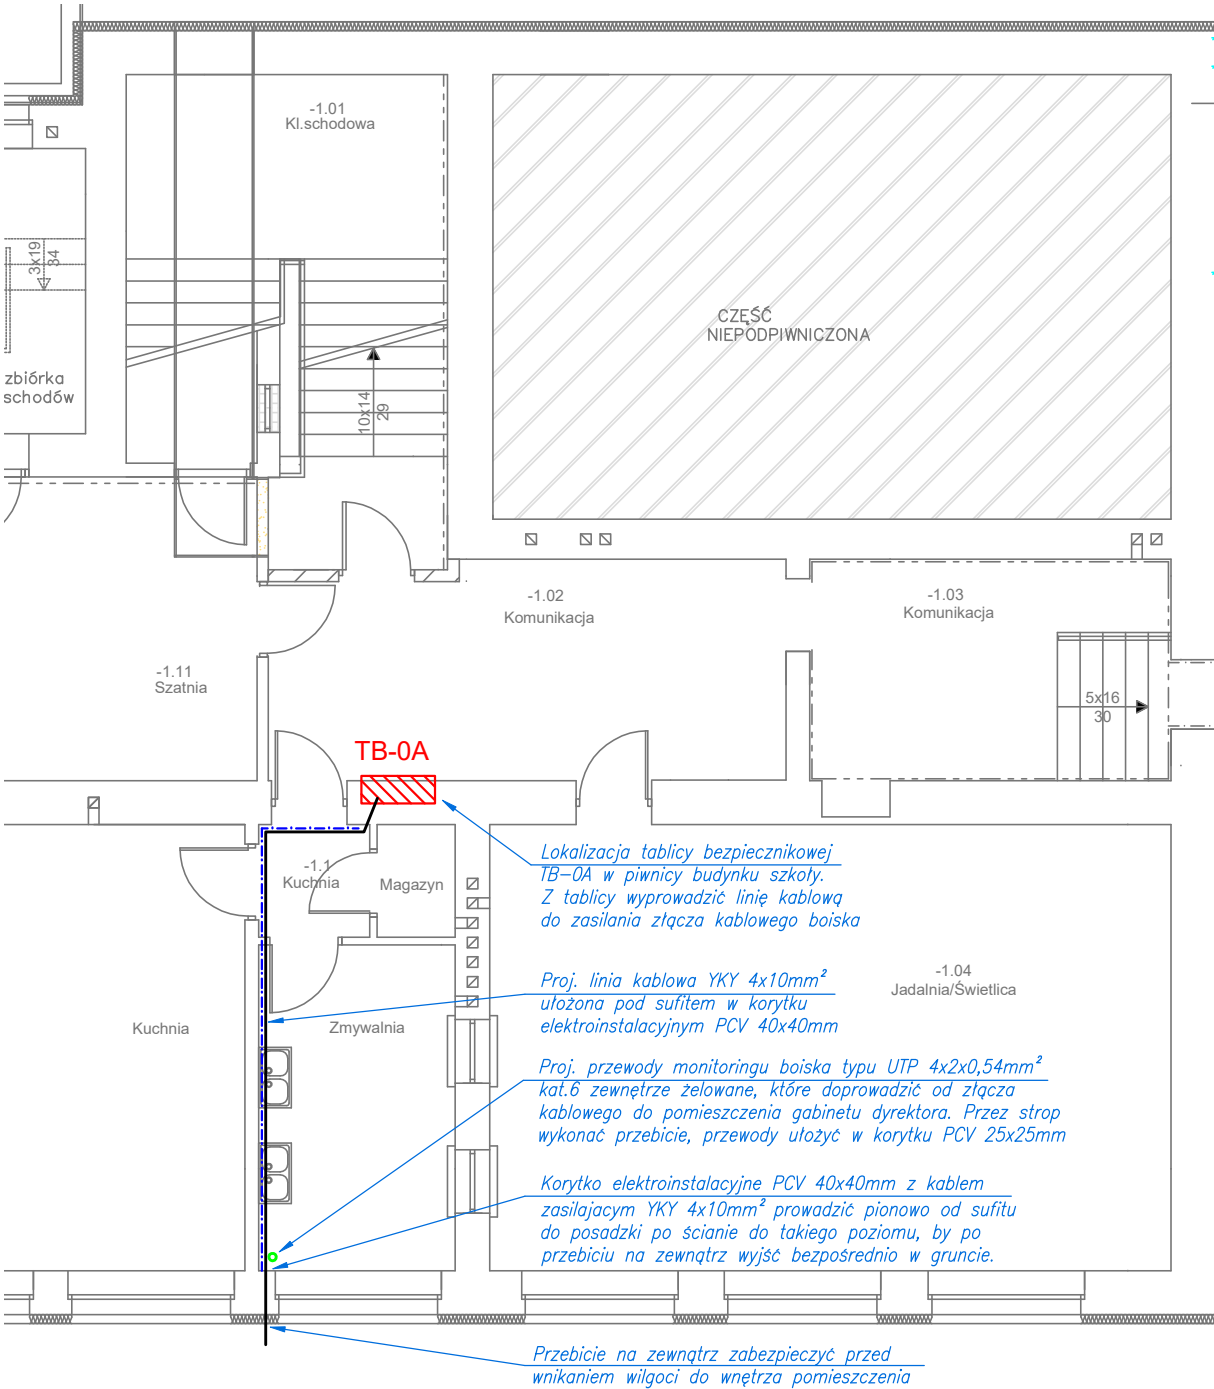 -1.01
Kl.schodowa
3x19
34
zbiórka
schodów
10x14
29
CZĘŚĆ
NIEPODPIWNICZONA
-1.02
Komunikacja
-1.03
Komunikacja
-1.11
Szatnia
5x16
30
TB-0A
-1.1
Kuchnia
Magazyn
Lokalizacja tablicy bezpiecznikowej
TB-0A w piwnicy budynku szkoły.
Z tablicy wyprowadzić linię kablową
do zasilania złącza kablowego boiska
-1.04
Jadalnia/Świetlica
Kuchnia
Zmywalnia
Proj. linia kablowa YKY 4x10mm²
ułożona pod sufitem w korytku
elektroinstalacyjnym PCV 40x40mm
Proj. przewody monitoringu boiska typu UTP 4x2x0,54mm²
kat.6 zewnętrze żelowane, które doprowadzić od złącza
kablowego do pomieszczenia gabinetu dyrektora. Przez strop
wykonać przebicie, przewody ułożyć w korytku PCV 25x25mm
Korytko elektroinstalacyjne PCV 40x40mm z kablem
zasilajacym YKY 4x10mm² prowadzić pionowo od sufitu
do posadzki po ścianie do takiego poziomu, by po
przebiciu na zewnątrz wyjść bezpośrednio w gruncie.
Przebicie na zewnątrz zabezpieczyć przed
wnikaniem wilgoci do wnętrza pomieszczenia